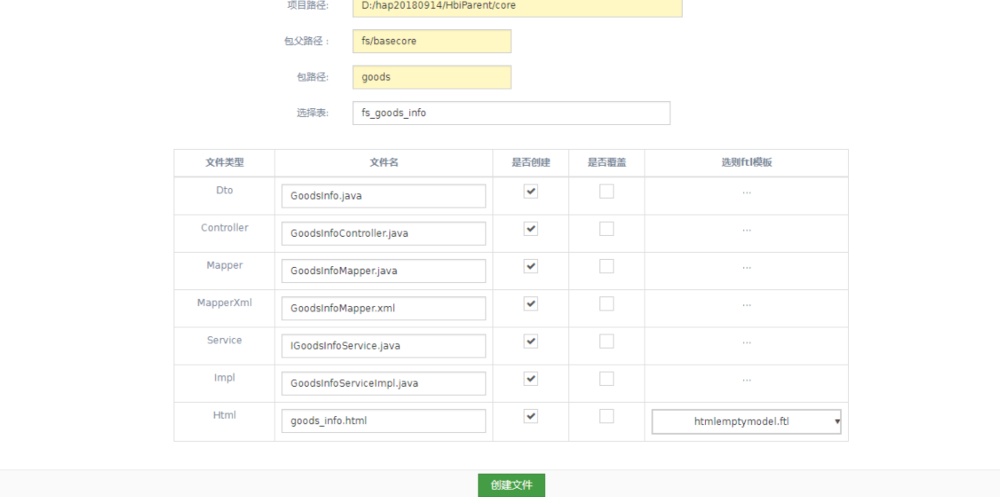 项目路径: D:/hap20180914/HbiParent/core
包父路径： fs/basecore
包路径: goods
选择表: fs_goods_info
文件类型 文件名 是否创建 是否覆盖 选则ftl模板
Dto GoodsInfo.java ...
Controller GoodsInfoController.java ...
Mapper GoodsInfoMapper.java ...
MapperXml GoodsInfoMapper.xml ...
Service IGoodsInfoService.java ...
Impl GoodsInfoServiceImpl.java ...
Html goods_info.html htmlemptymodel.ftl
创建文件